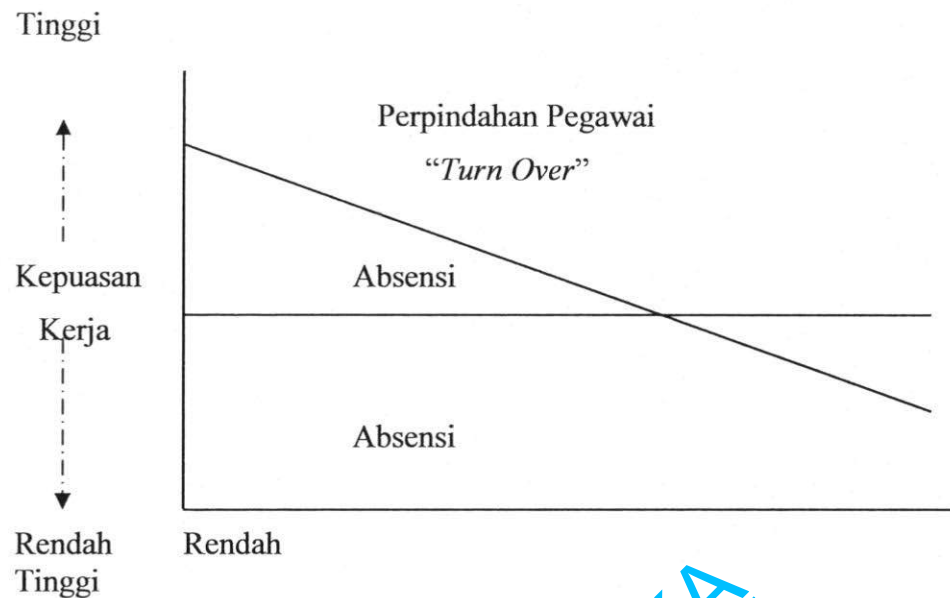 Tinggi
Perpindahan Pegawai
“Turn Over”
Kepuasan
Kerja
Absensi
Absensi
Rendah
Rendah
Tinggi